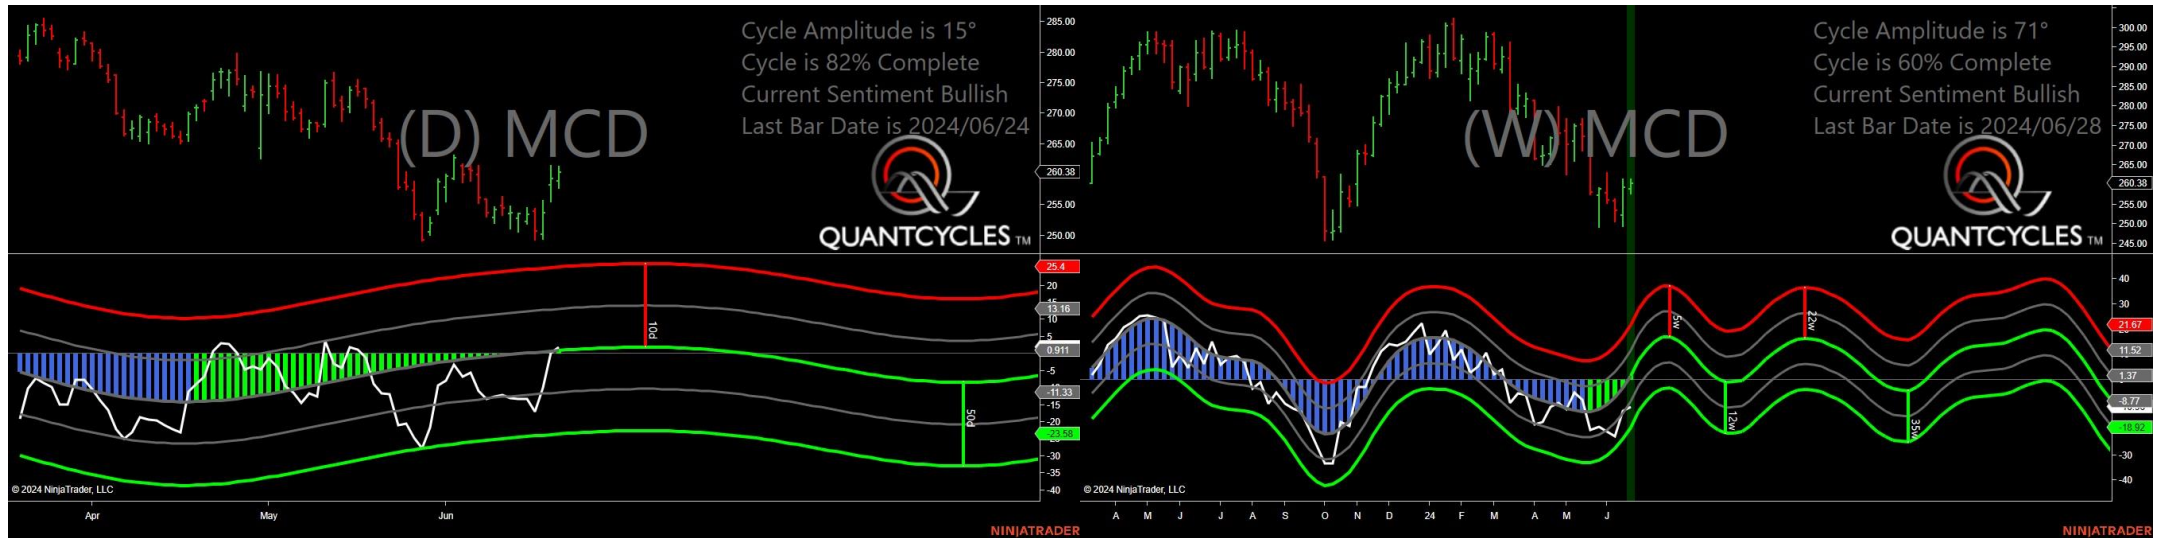 Cycle Amplitude is 15°
Cycle is 82% Complete
Current Sentiment Bullish
Last Bar Date is 2024/06/24
(D) MCD
QUANTCYCLES TM
285.00
280.00
275.00
270.00
265.00
260.38
255.00
250.00
25.4
20
15
13.16
10
5
0.911
-5
-11.33
-15
-20
-23.58
-30
-35
-40
10d
50d
© 2024 NinjaTrader, LLC
Apr May Jun
NINJATRADER
Cycle Amplitude is 71°
Cycle is 60% Complete
Current Sentiment Bullish
Last Bar Date is 2024/06/28
(W) MCD
QUANTCYCLES TM
300.00
295.00
290.00
285.00
280.00
275.00
270.00
265.00
260.38
255.00
250.00
245.00
40
30
21.67
11.52
1.37
-8.77
-18.92
-30
-40
5w
22w
12w
35w
© 2024 NinjaTrader, LLC
A M J J A S O N D 24 F M A M J
NINJATRADER